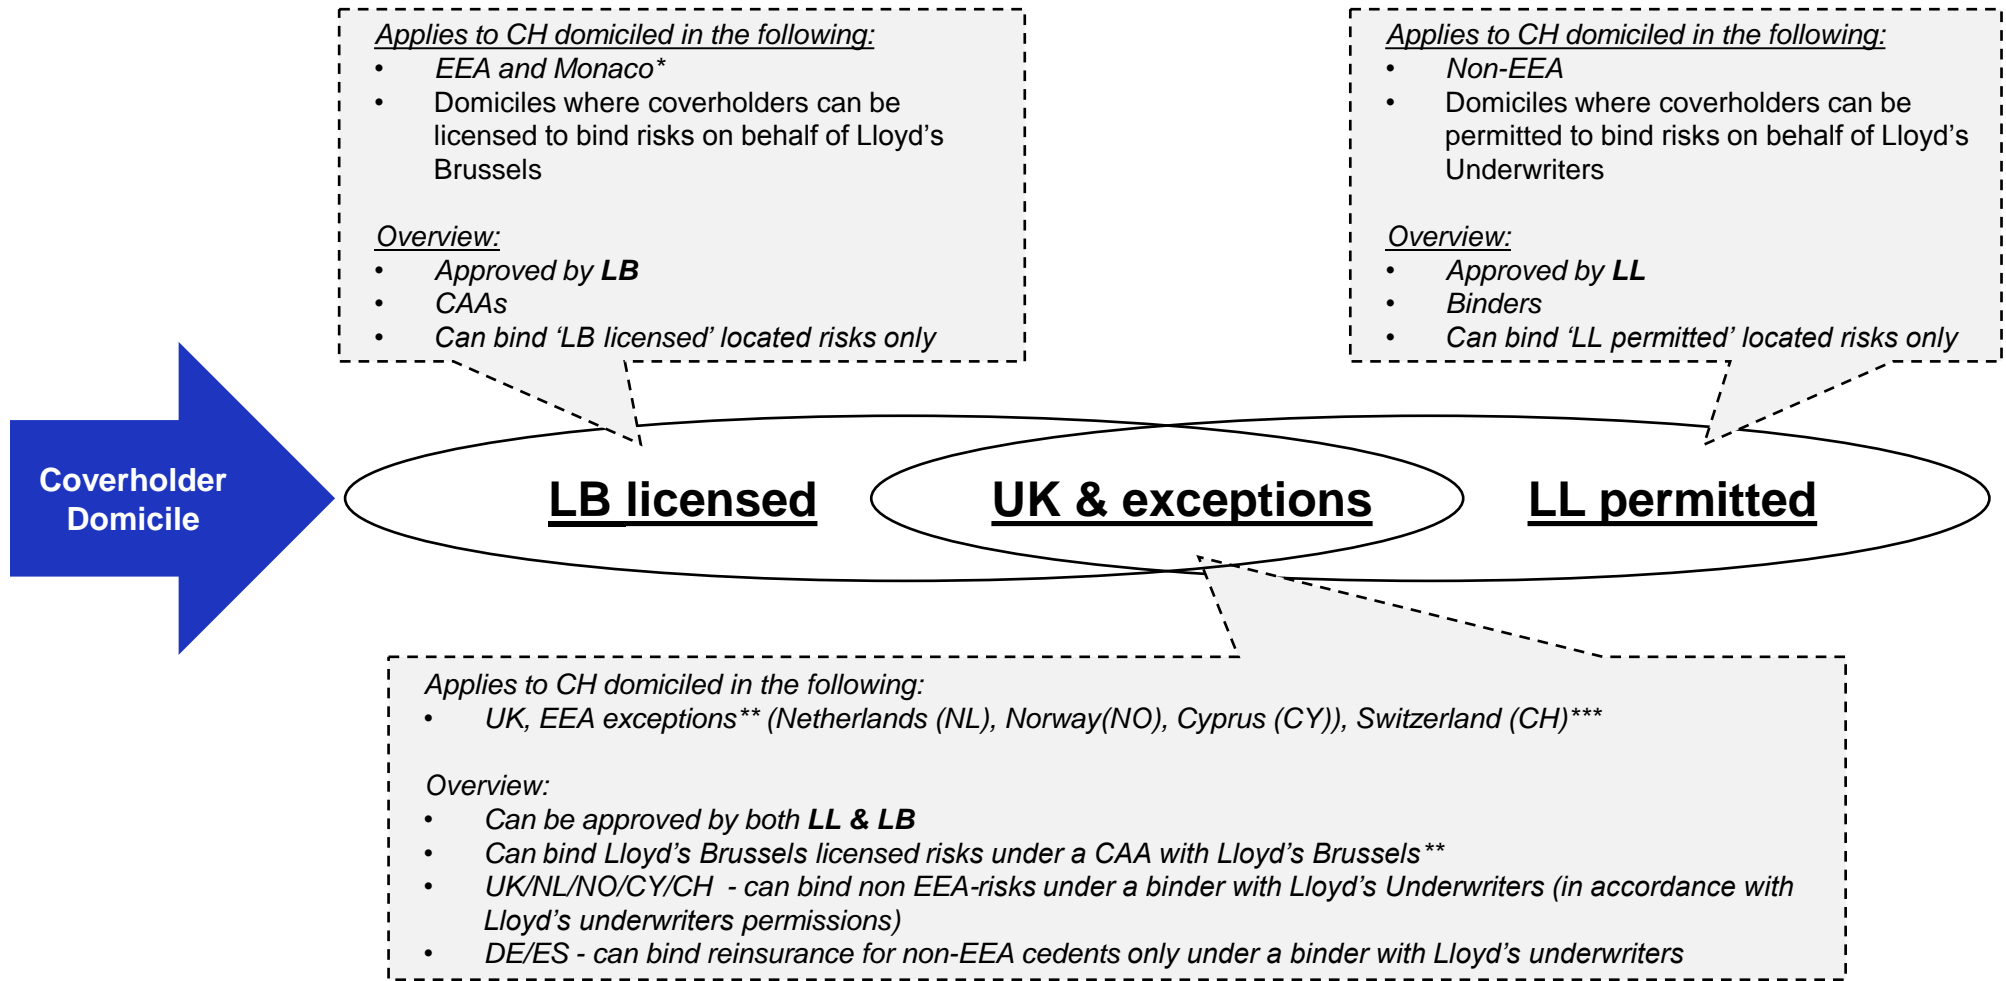 Applies to CH domiciled in the following:
• EEA and Monaco*
• Domiciles where coverholders can be
licensed to bind risks on behalf of Lloyd’s
Brussels
Overview:
• Approved by LB
• CAAs
• Can bind ‘LB licensed’ located risks only
Applies to CH domiciled in the following:
• Non-EEA
• Domiciles where coverholders can be
permitted to bind risks on behalf of Lloyd’s
Underwriters
Overview:
• Approved by LL
• Binders
• Can bind ‘LL permitted’ located risks only
Coverholder
Domicile
LB licensed
UK & exceptions
LL permitted
Applies to CH domiciled in the following:
• UK, EEA exceptions** (Netherlands (NL), Norway(NO), Cyprus (CY)), Switzerland (CH)***
Overview:
• Can be approved by both LL & LB
• Can bind Lloyd’s Brussels licensed risks under a CAA with Lloyd’s Brussels**
• UK/NL/NO/CY/CH - can bind non EEA-risks under a binder with Lloyd’s Underwriters (in accordance with
Lloyd’s underwriters permissions)
• DE/ES - can bind reinsurance for non-EEA cedents only under a binder with Lloyd’s underwriters